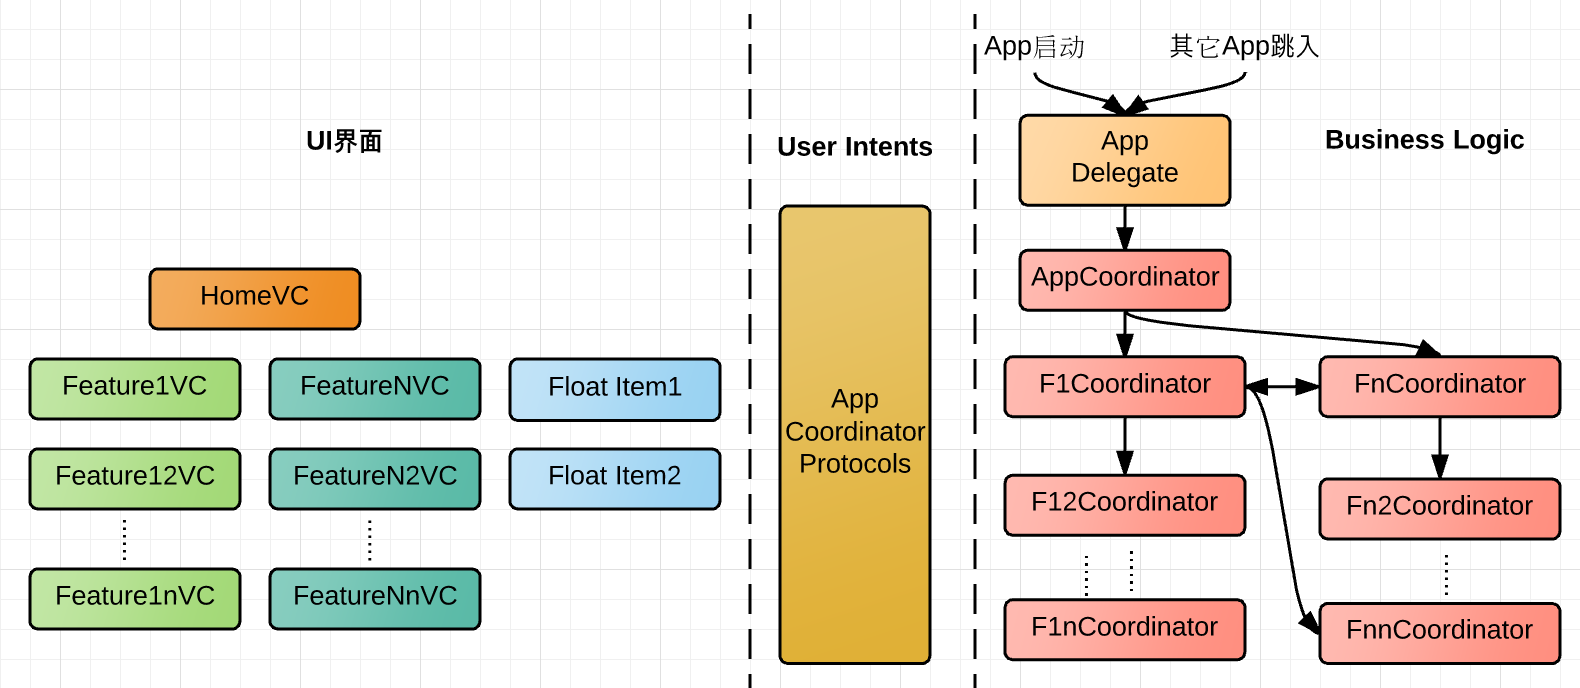 UI界面
HomeVC
Feature1VC
FeatureNVC
Float Item1
Feature12VC
FeatureN2VC
Float Item2
Feature1nVC
FeatureNnVC
User Intents
App
Coordinator
Protocols
App启动
其它App跳入
Business Logic
App
Delegate
AppCoordinator
F1Coordinator
FnCoordinator
F12Coordinator
Fn2Coordinator
F1nCoordinator
FnnCoordinator